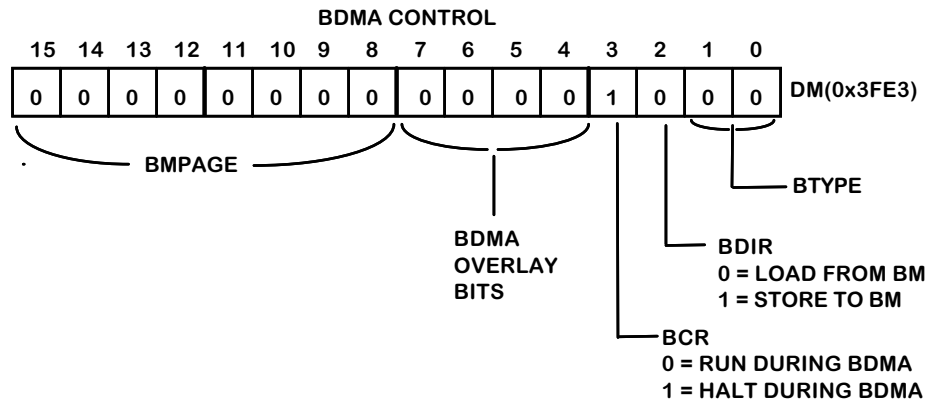 BDMA CONTROL
15 14 13 12 11 10 9 8 7 6 5 4 3 2 1 0
0 0 0 0 0 0 0 0 0 0 0 0 1 0 0 0 DM(0x3FE3)
BMPAGE
BTYPE
BDMA
OVERLAY
BITS
BDIR
0 = LOAD FROM BM
1 = STORE TO BM
BCR
0 = RUN DURING BDMA
1 = HALT DURING BDMA